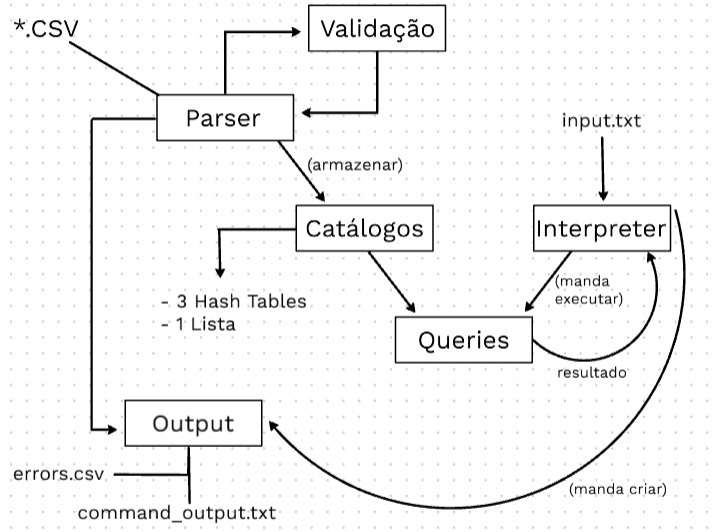 *.CSV
Validação
Parser
input.txt
(armazenar)
Catálogos
Interpreter
- 3 Hash Tables
- 1 Lista
(manda
executar)
Queries
resultado
Output
errors.csv
command_output.txt
(manda criar)